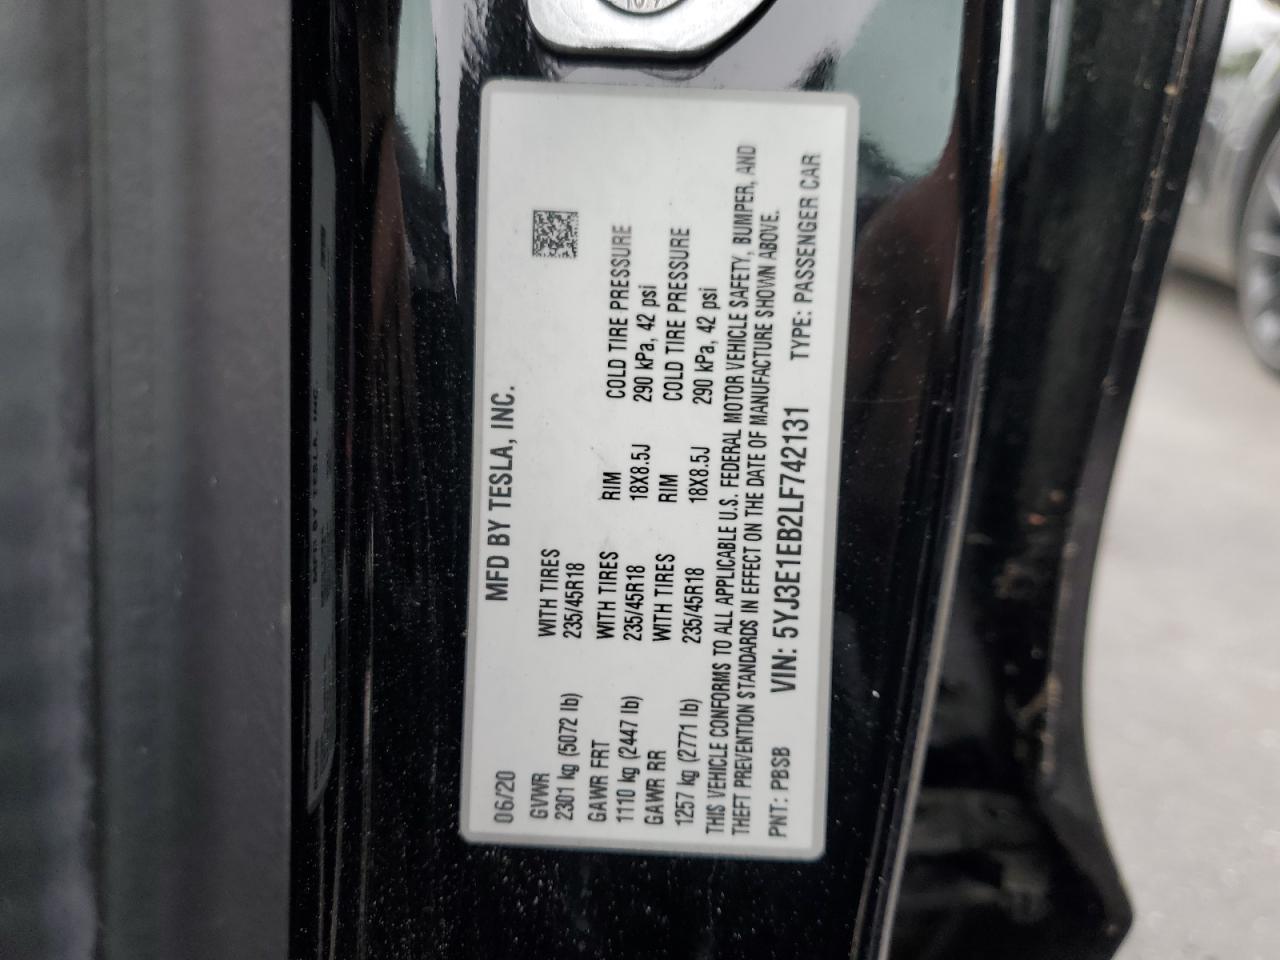 MFD BY TESLA, INC.
06/20
GVWR WITH TIRES
2301 kg (5072 lb) 235/45R18
GAWR FRT WITH TIRES RIM COLD TIRE PRESSURE
1110 kg (2447 lb) 235/45R18 18X8.5J 290 kPa, 42 psi
GAWR RR WITH TIRES RIM COLD TIRE PRESSURE
1257 kg (2771 lb) 235/45R18 18X8.5J 290 kPa, 42 psi
THIS VEHICLE CONFORMS TO ALL APPLICABLE U.S. FEDERAL MOTOR VEHICLE SAFETY, BUMPER, AND
THEFT PREVENTION STANDARDS IN EFFECT ON THE DATE OF MANUFACTURE SHOWN ABOVE.
PNT: PBSB VIN: 5YJ3E1EB2LF742131 TYPE: PASSENGER CAR